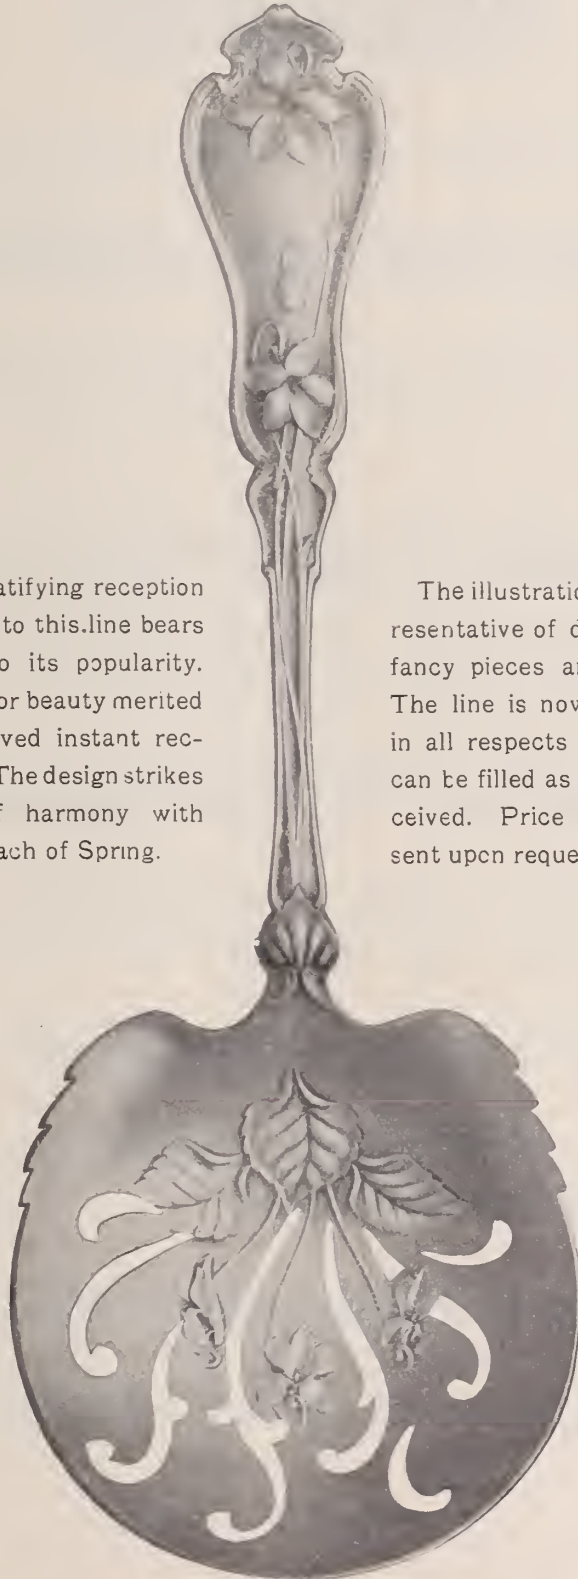 atifying reception
to this.line bears
o its popularity.
or beauty merited
ved instant rec-
The design strikes
f harmony with
ach of Spring.
The illustratio
resentative of d
fancy pieces a
The line is nov
in all respects
can be filled as
ceived. Price
sent upon reque